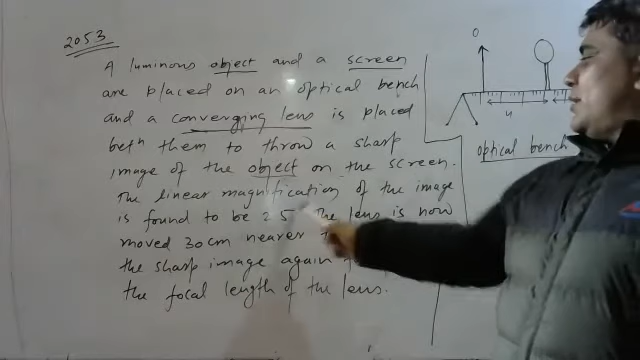 2053
A luminous object and a screen
are placed on an optical bench
and a converging lens is placed
betⁿ them to throw a sharp
image of the object on the screen.
The linear magnification of the image
is found to be 2.5 The lens is now
moved 30 cm nearer
the sharp image again
the focal length of the lens.
O
u
optical bench